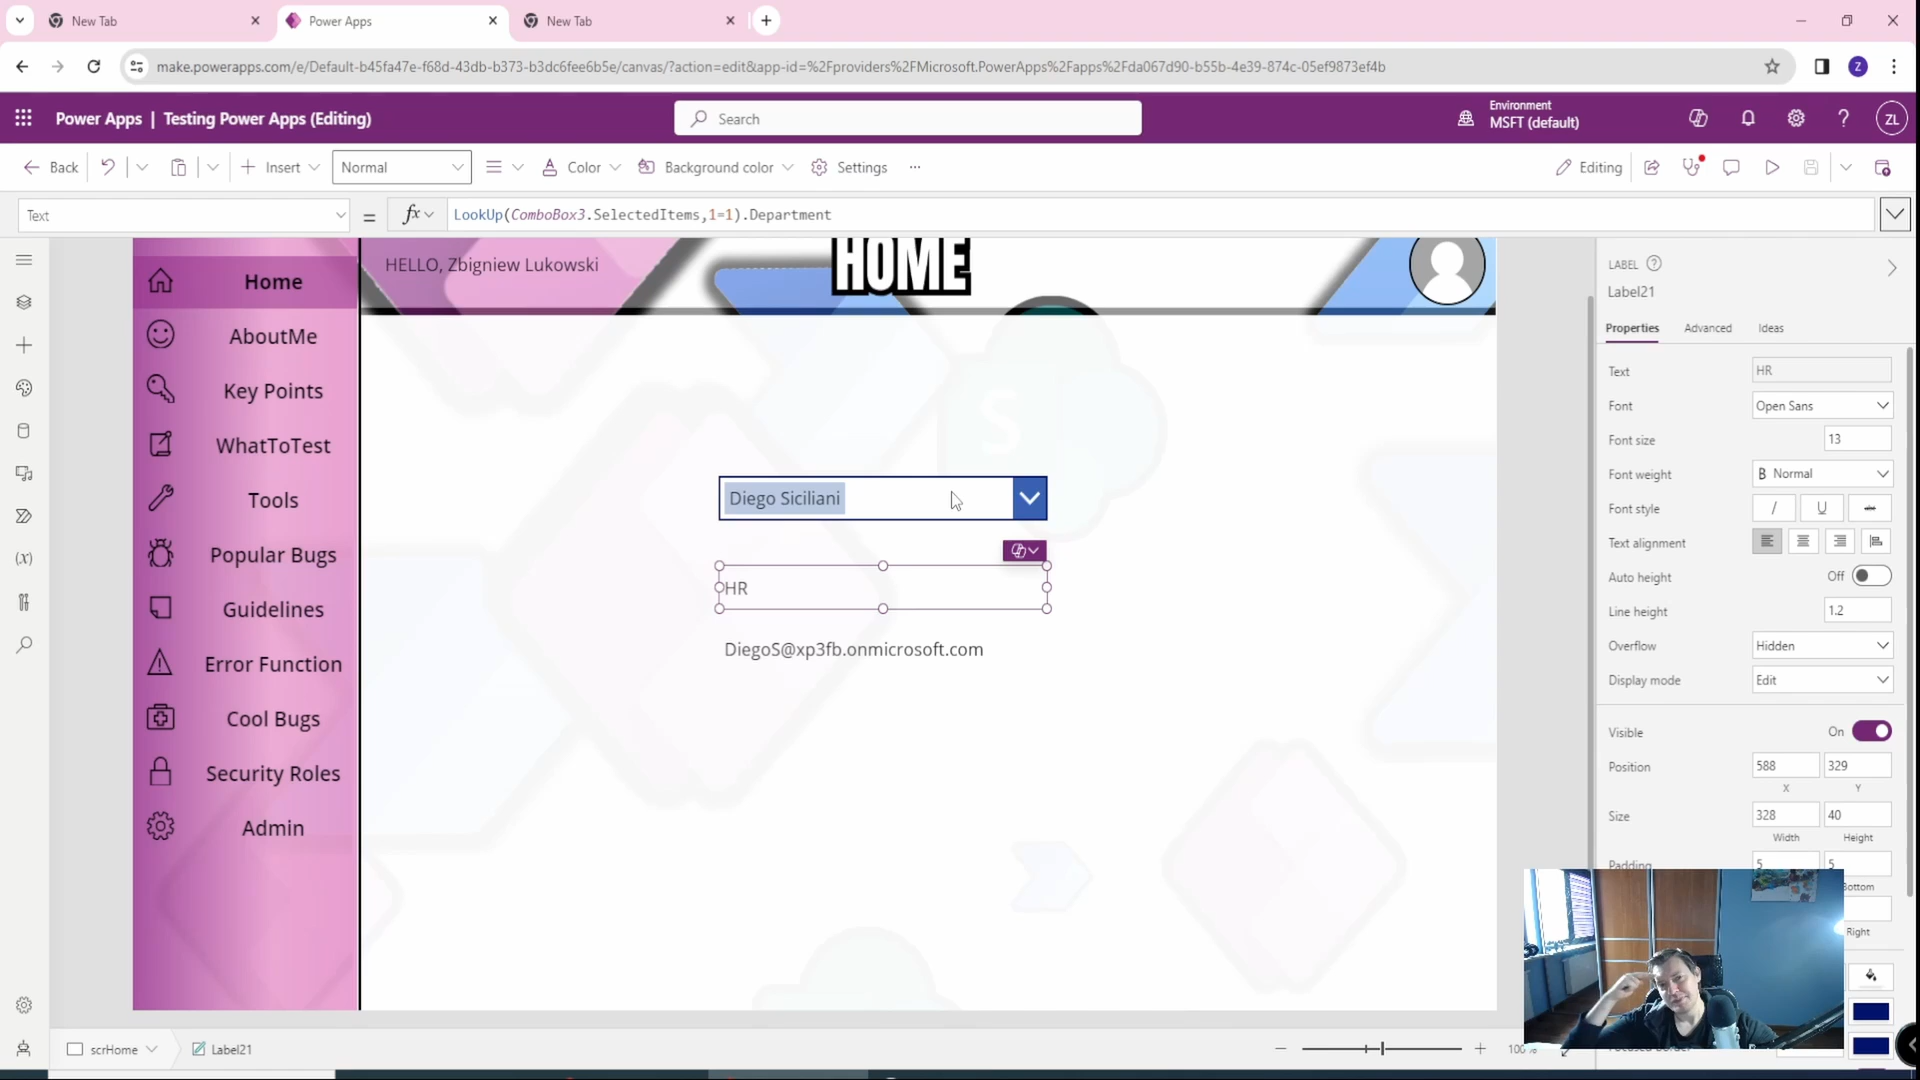 New Tab
Power Apps
New Tab
make.powerapps.com/e/Default-b45fa47e-f68d-43db-b373-b3dc6fee6b5e/canvas/?action=edit&app-id=%2Fproviders%2FMicrosoft.PowerApps%2Fapps%2Fda067d90-b55b-4e39-874c-05ef9873ef4b
Z
Power Apps | Testing Power Apps (Editing)
Search
Environment
MSFT (default)
ZL
Back
Insert
Normal
Color
Background color
Settings
Editing
Text
= fx
LookUp(ComboBox3.SelectedItems,1=1).Department
HELLO, Zbigniew Lukowski
HOME
Home
AboutMe
Key Points
WhatToTest
Tools
Popular Bugs
Guidelines
Error Function
Cool Bugs
Security Roles
Admin
S
Diego Siciliani
HR
DiegoS@xp3fb.onmicrosoft.com
LABEL
Label21
Properties
Advanced
Ideas
Text
HR
Font
Open Sans
Font size
13
Font weight
B Normal
Font style
/ U
Text alignment
Auto height
Off
Line height
1.2
Overflow
Hidden
Display mode
Edit
Visible
On
Position
588
329
X
Y
Size
328
40
Width
Height
Padding
5
5
Bottom
Right
scrHome
Label21